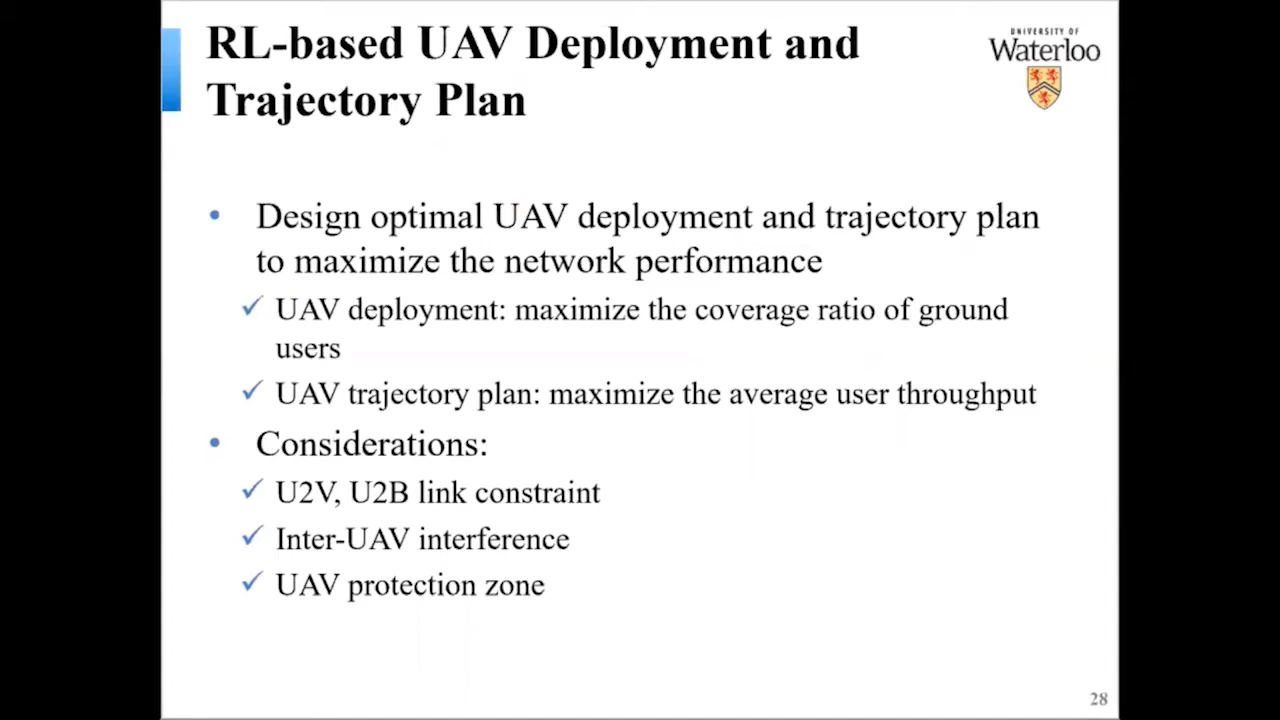 RL-based UAV Deployment and
Trajectory Plan
UNIVERSITY OF
Waterloo
• Design optimal UAV deployment and trajectory plan
to maximize the network performance
✓ UAV deployment: maximize the coverage ratio of ground
users
✓ UAV trajectory plan: maximize the average user throughput
• Considerations:
✓ U2V, U2B link constraint
✓ Inter-UAV interference
✓ UAV protection zone
28